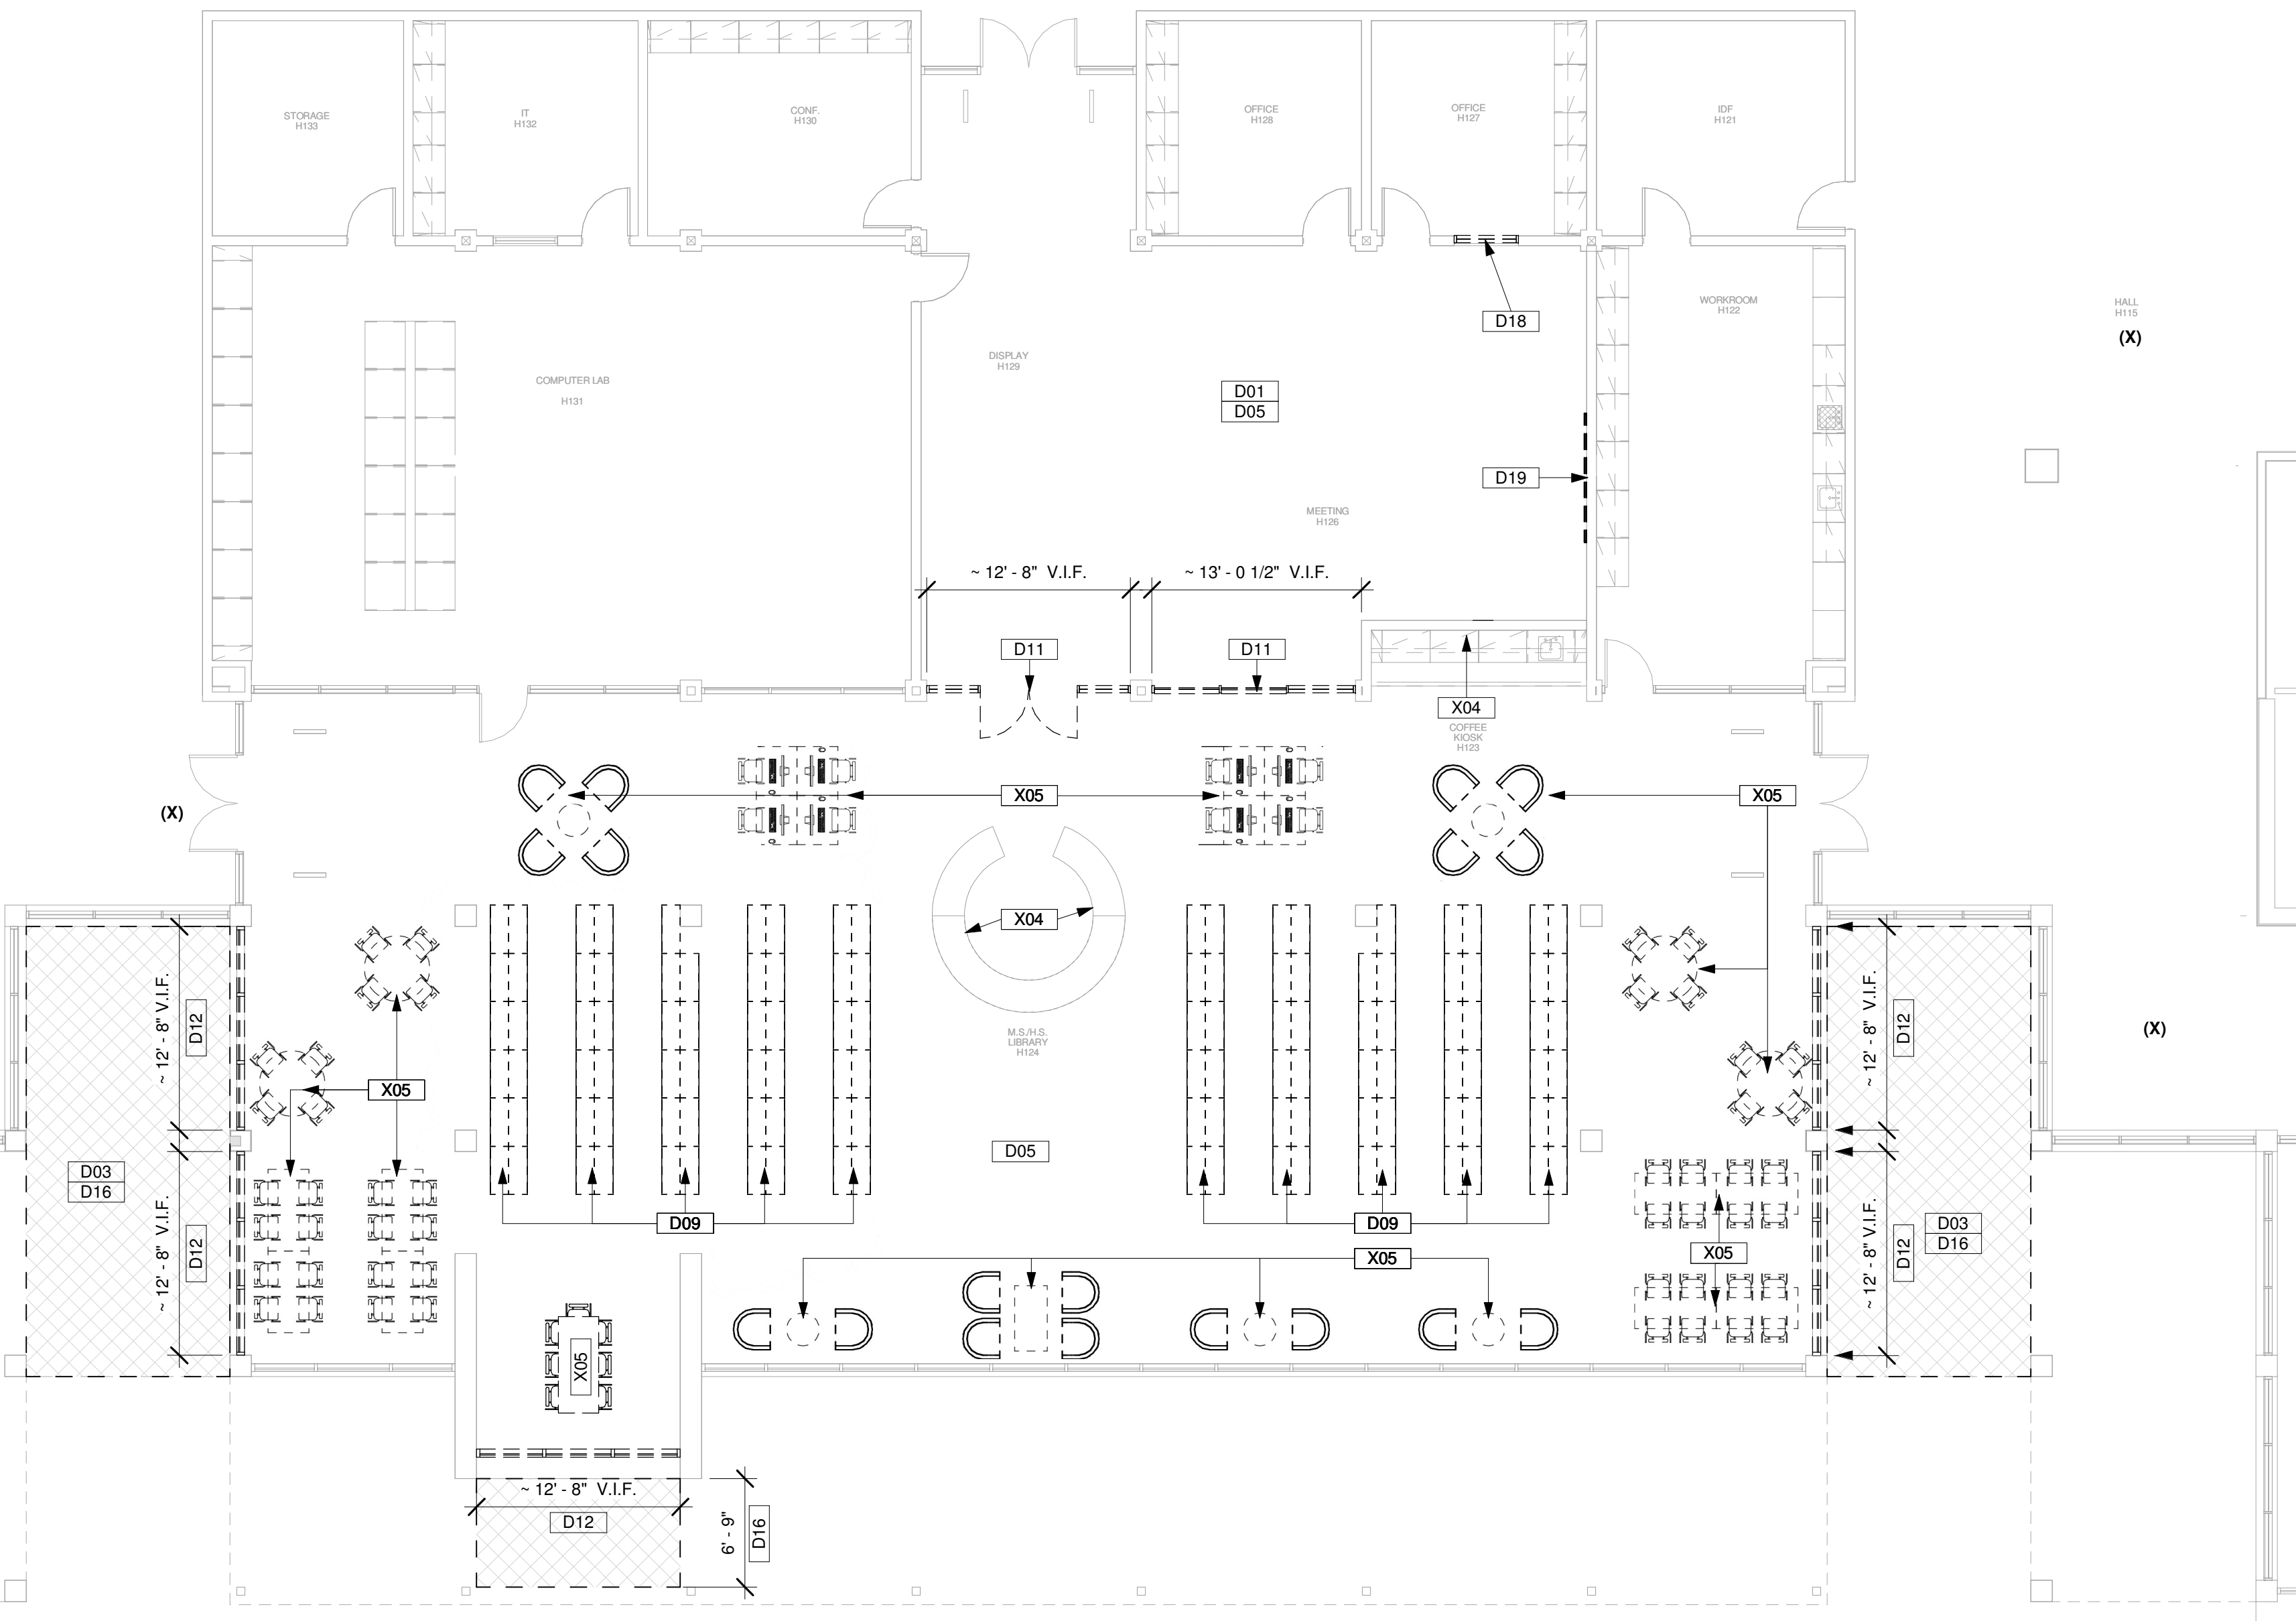 STORAGE
H133
IT
H132
CONF.
H130
OFFICE
H128
OFFICE
H127
IDF
H121
WORKROOM
H122
HALL
H115
(X)
D18
DISPLAY
H129
COMPUTER LAB
H131
D01
D05
D19
MEETING
H126
~ 12' - 8" V.I.F.
~ 13' - 0 1/2" V.I.F.
D11
D11
X04
COFFEE
KIOSK
H123
X05
X05
(X)
X04
M.S./H.S.
LIBRARY
H124
~ 12' - 8" V.I.F.
D12
~ 12' - 8" V.I.F.
D12
(X)
X05
D05
D03
D16
~ 12' - 8" V.I.F.
D12
D09
D09
~ 12' - 8" V.I.F.
D12
D03
D16
X05
X05
X05
~ 12' - 8" V.I.F.
D12
6' - 9"
D16